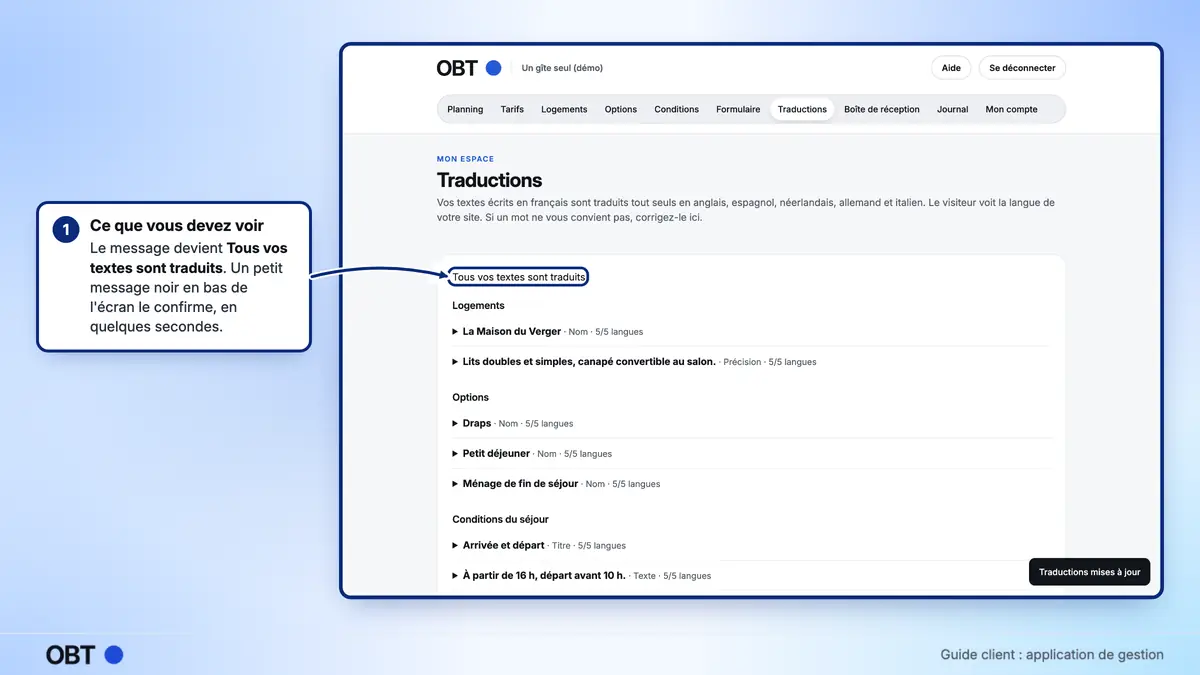 OBT
Un gîte seul (démo)
Aide
Se déconnecter
Planning
Tarifs
Logements
Options
Conditions
Formulaire
Traductions
Boîte de réception
Journal
Mon compte
MON ESPACE
Traductions
Vos textes écrits en français sont traduits tout seuls en anglais, espagnol, néerlandais, allemand et italien. Le visiteur voit la langue de
votre site. Si un mot ne vous convient pas, corrigez-le ici.
1
Ce que vous devez voir
Le message devient Tous vos
textes sont traduits. Un petit
message noir en bas de
l'écran le confirme, en
quelques secondes.
Tous vos textes sont traduits
Logements
La Maison du Verger · Nom · 5/5 langues
Lits doubles et simples, canapé convertible au salon. · Précision · 5/5 langues
Options
Draps · Nom · 5/5 langues
Petit déjeuner · Nom · 5/5 langues
Ménage de fin de séjour · Nom · 5/5 langues
Conditions du séjour
Arrivée et départ · Titre · 5/5 langues
À partir de 16 h, départ avant 10 h. · Texte · 5/5 langues
Traductions mises à jour
OBT
Guide client : application de gestion